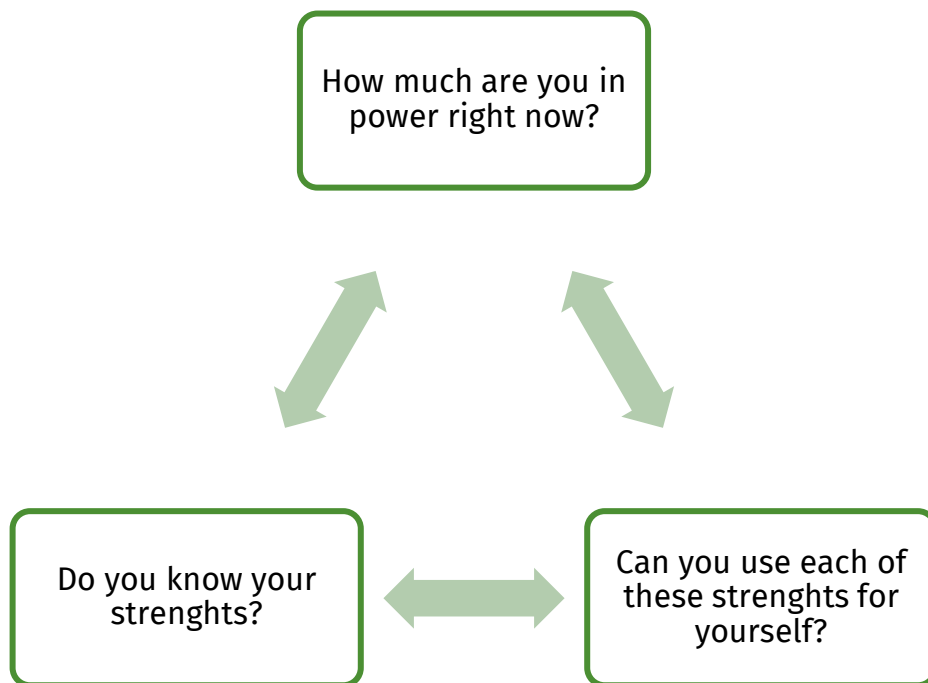 How much are you in
power right now?
Do you know your
strenghts?
Can you use each of
these strenghts for
yourself?